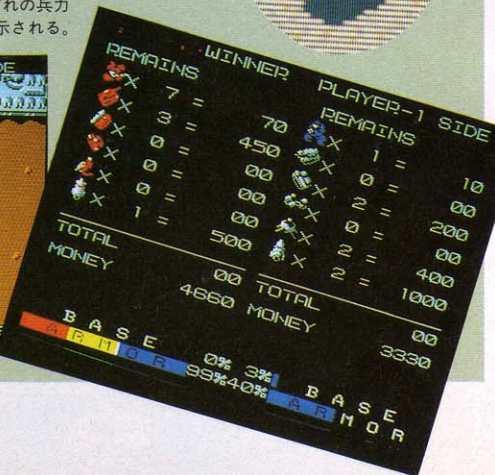 れの兵力
示される。
DE
WINNER PLAYER-1 SIDE
REMAINS REMAINS
× 7 = 70 × 1 = 10
× 3 = 450 × 0 = 00
× 0 = 00 × 2 = 200
× 0 = 00 × 0 = 00
× 0 = 00 × 2 = 400
× 1 = 500 × 2 = 1000
TOTAL 00 TOTAL 00
MONEY 4660 MONEY 3330
BASE 0% 3% BASE
ARMOR 99% 40% ARMOR